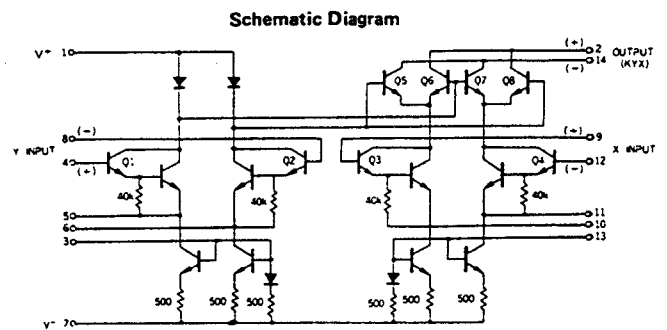 Schematic Diagram
V+ 1
(+)
2 OUTPUT
14 (KYX)
(-)
Q5 Q6 Q7 Q8
8 (-)
(+) 9
Y INPUT
4 (+)
Q1 Q2 Q3 Q4
12 X INPUT
(-)
40k 40k 40k 40k
5
6
3
11
10
13
500 500 500 500 500 500
V- 7